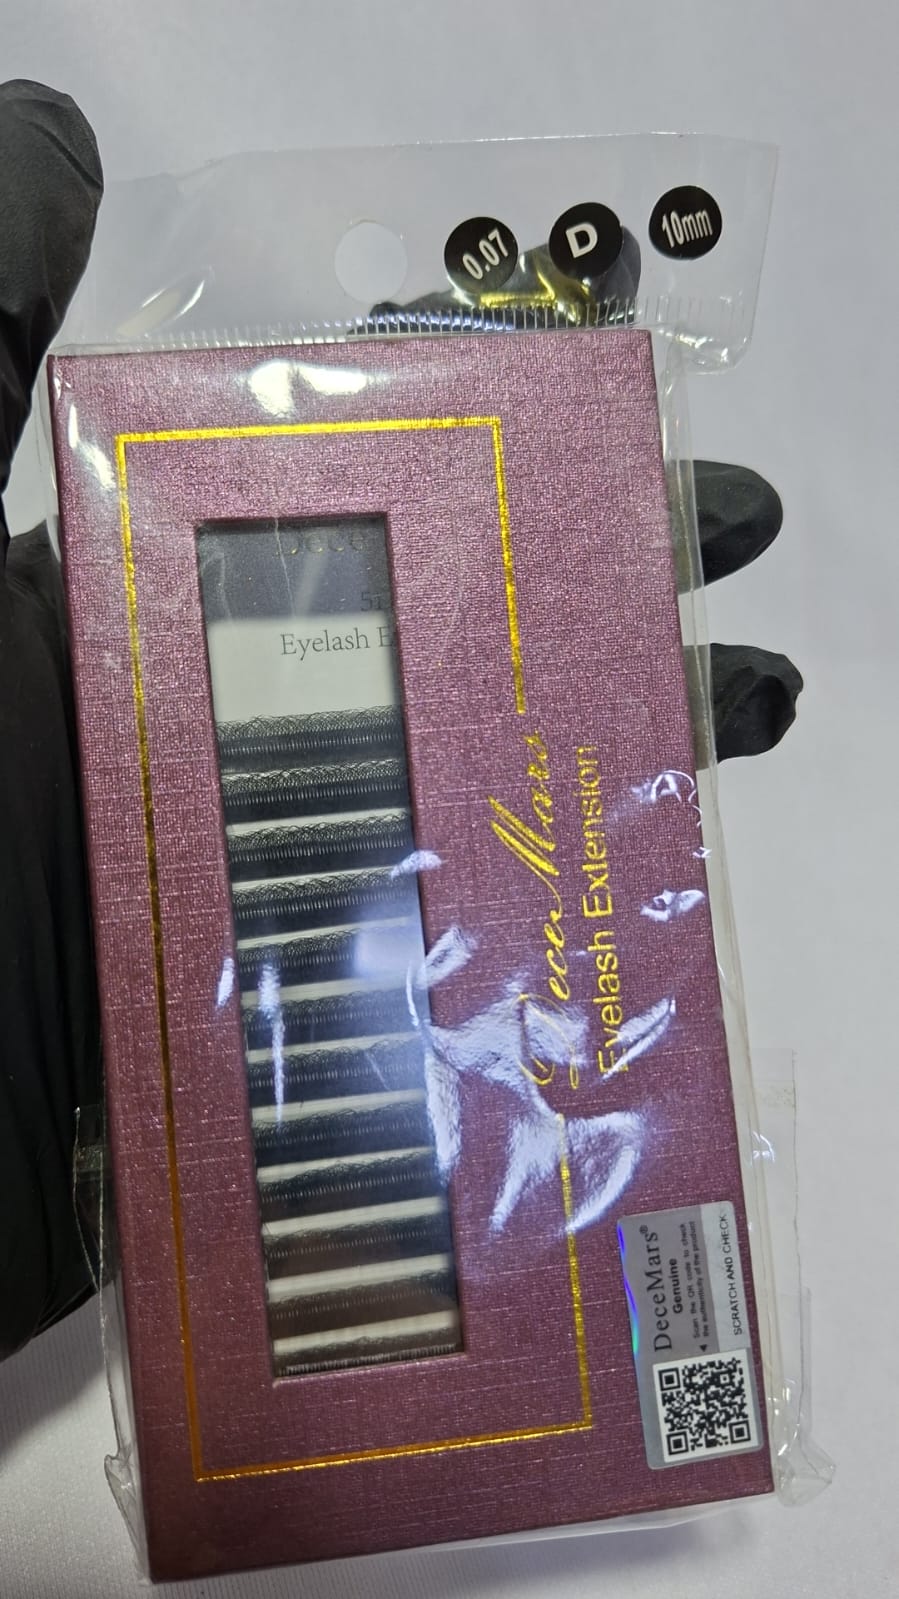 0.07
D
10mm
Dece
Eyelash E
DeceMars
Eyelash Extension
DeceMars®
Genuine
Scan the QR code to check
the authenticity of the product
SCRATCH AND CHECK